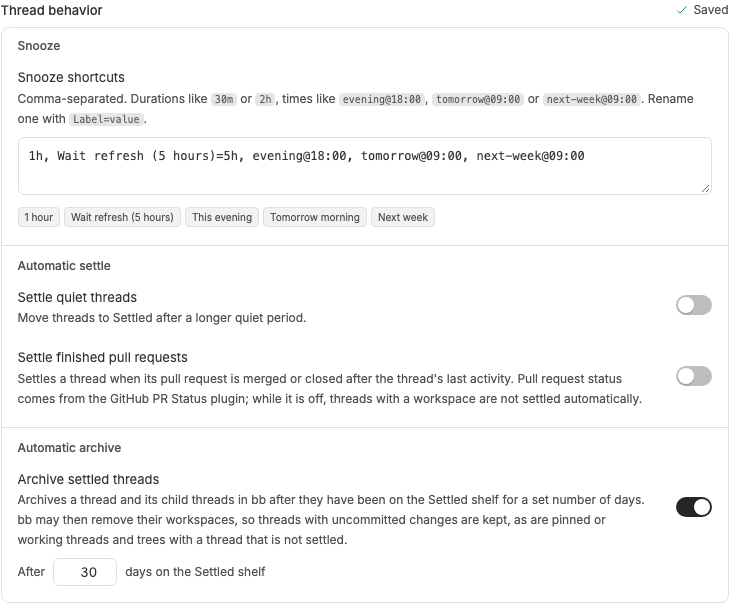 Thread behavior
Saved
Snooze
Snooze shortcuts
Comma-separated. Durations like 30m or 2h, times like evening@18:00, tomorrow@09:00 or next-week@09:00. Rename
one with Label=value.
1h, Wait refresh (5 hours)=5h, evening@18:00, tomorrow@09:00, next-week@09:00
1 hour Wait refresh (5 hours) This evening Tomorrow morning Next week
Automatic settle
Settle quiet threads
Move threads to Settled after a longer quiet period.
Settle finished pull requests
Settles a thread when its pull request is merged or closed after the thread's last activity. Pull request status
comes from the GitHub PR Status plugin; while it is off, threads with a workspace are not settled automatically.
Automatic archive
Archive settled threads
Archives a thread and its child threads in bb after they have been on the Settled shelf for a set number of days.
bb may then remove their workspaces, so threads with uncommitted changes are kept, as are pinned or
working threads and trees with a thread that is not settled.
After 30 days on the Settled shelf